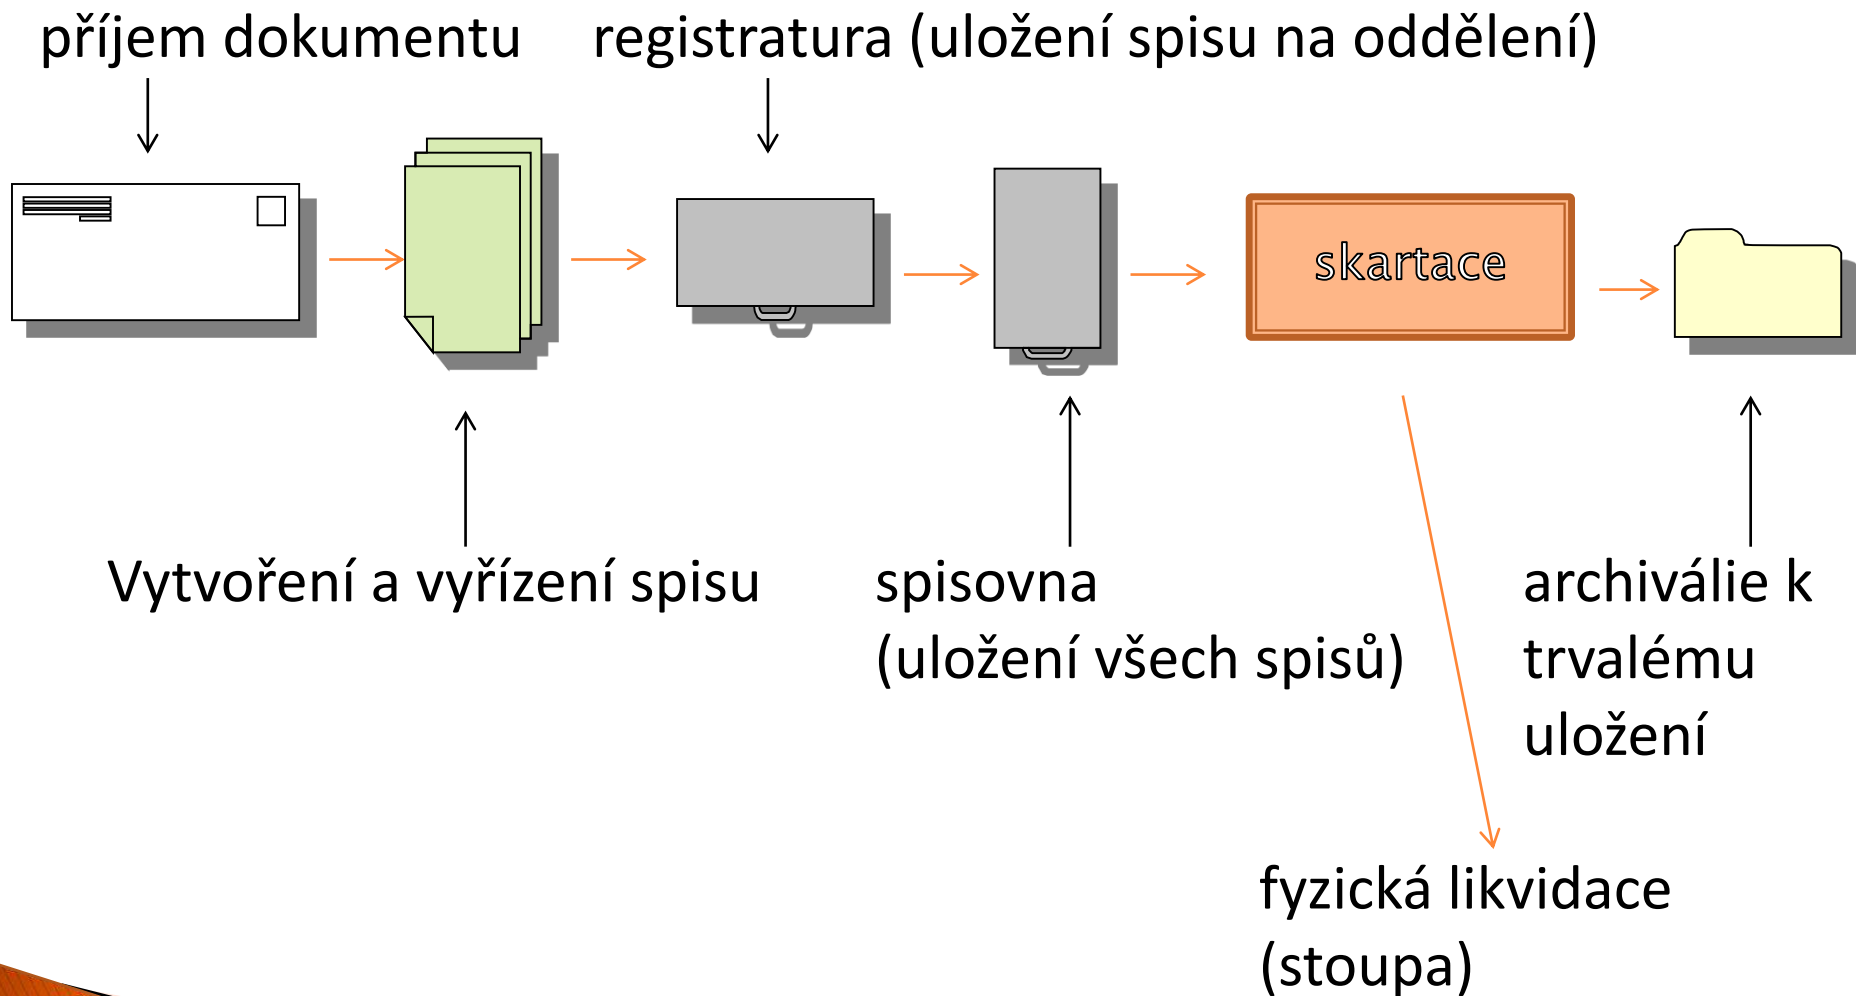 příjem dokumentu
registratura (uložení spisu na oddělení)
skartace
Vytvoření a vyřízení spisu
spisovna
(uložení všech spisů)
archiválie k
trvalému
uložení
fyzická likvidace
(stoupa)